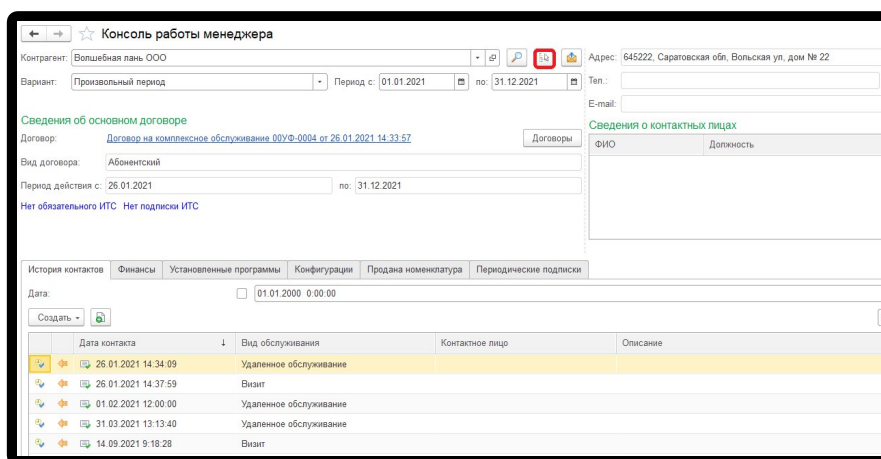 Консоль работы менеджера
Контрагент: Волшебная лань ООО
Адрес: 645222, Саратовская обл, Вольская ул, дом № 22
Вариант: Произвольный период Период с: 01.01.2021 по: 31.12.2021
Тел.:
E-mail:
Сведения об основном договоре
Сведения о контактных лицах
Договор: Договор на комплексное обслуживание 00УФ-0004 от 26.01.2021 14:33:57 Договоры
ФИО Должность
Вид договора: Абонентский
Период действия с: 26.01.2021 по: 31.12.2021
Нет обязательного ИТС Нет подписки ИТС
История контактов Финансы Установленные программы Конфигурации Продана номенклатура Периодические подписки
Дата: 01.01.2000 0:00:00
Создать
Дата контакта ↓ Вид обслуживания Контактное лицо Описание
26.01.2021 14:34:09 Удаленное обслуживание
26.01.2021 14:37:59 Визит
01.02.2021 12:00:00 Удаленное обслуживание
31.03.2021 13:13:40 Удаленное обслуживание
14.09.2021 9:18:28 Визит